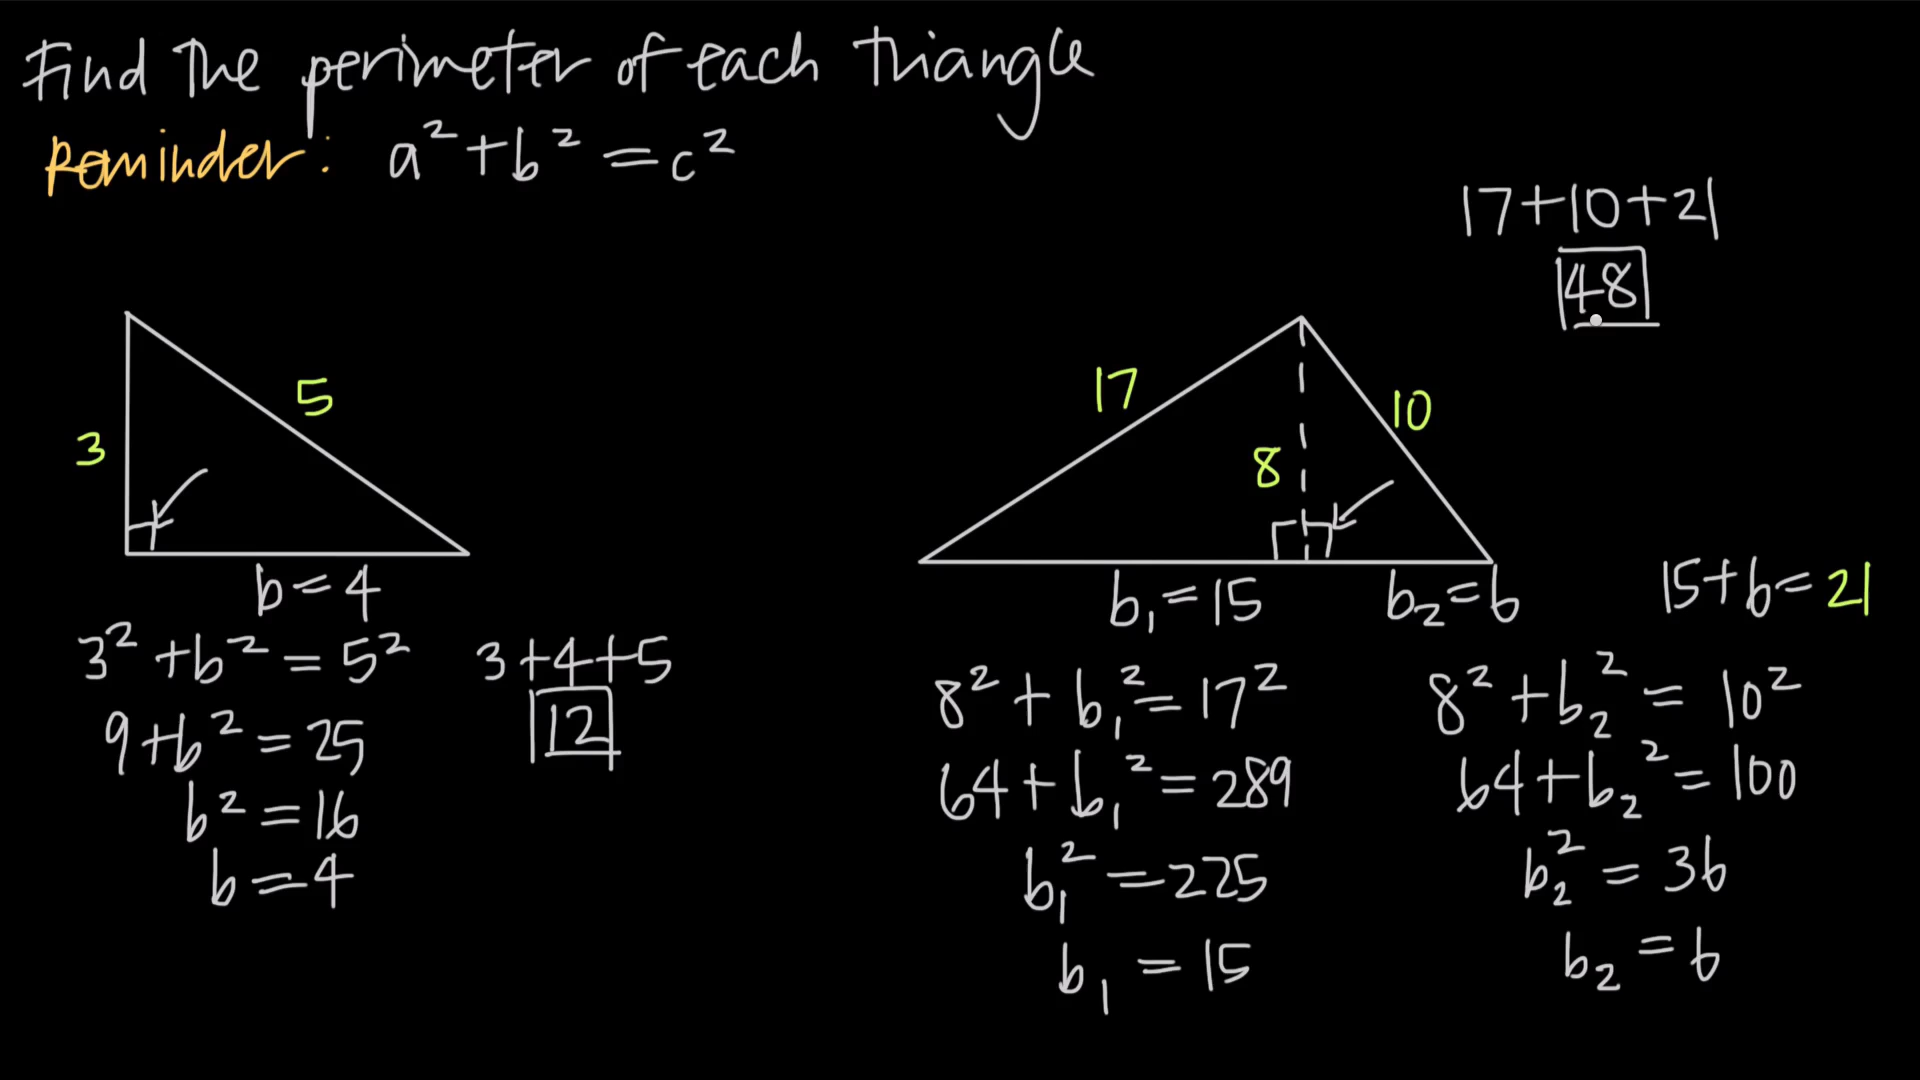 Find the perimeter of each triangle
Reminder: a² + b² = c²
17+10+21
48
3
5
b=4
3² + b² = 5²
9+b² = 25
b² = 16
b=4
3+4+5
12
17
10
8
b₁=15
b₂=6
15+6=21
8² + b₁² = 17²
64 + b₁² = 289
b₁² = 225
b₁ = 15
8² + b₂² = 10²
64 + b₂² = 100
b₂² = 36
b₂ = 6